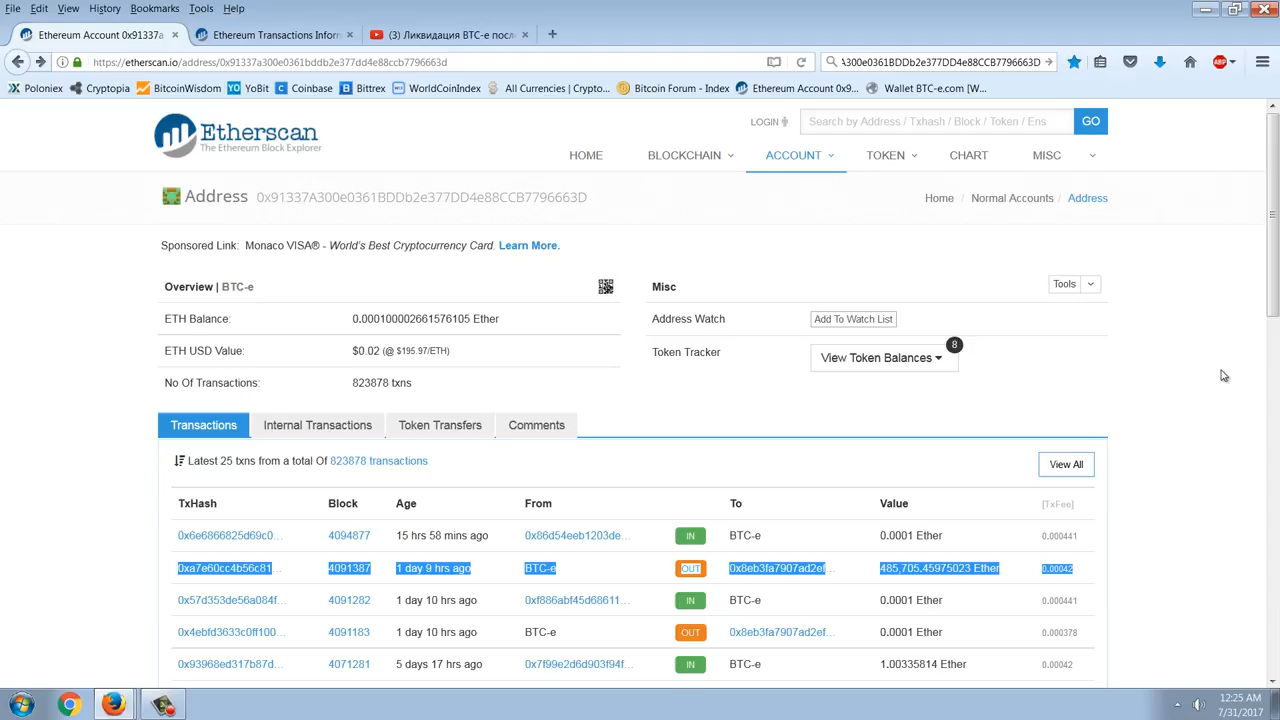 File Edit View History Bookmarks Tools Help
Ethereum Account 0x91337a
Ethereum Transactions Inforn
(3) Ликвидация BTC-e посл
https://etherscan.io/address/0x91337a300e0361bddb2e377dd4e88ccb7796663d
\300e0361BDDb2e377DD4e88CCB7796663D
ABP
Poloniex Cryptopia BitcoinWisdom YoBit Coinbase Bittrex WorldCoinIndex All Currencies | Crypto... Bitcoin Forum - Index Ethereum Account 0x9... Wallet BTC-e.com [W...
Etherscan
The Ethereum Block Explorer
LOGIN
Search by Address / Txhash / Block / Token / Ens
GO
HOME BLOCKCHAIN ACCOUNT TOKEN CHART MISC
Address 0x91337A300e0361BDDb2e377DD4e88CCB7796663D
Home / Normal Accounts / Address
Sponsored Link: Monaco VISA® - World's Best Cryptocurrency Card. Learn More.
Overview | BTC-e
ETH Balance: 0.000100002661576105 Ether
ETH USD Value: $0.02 (@ $195.97/ETH)
No Of Transactions: 823878 txns
Misc
Tools
Address Watch Add To Watch List
Token Tracker View Token Balances 8
Transactions Internal Transactions Token Transfers Comments
Latest 25 txns from a total Of 823878 transactions
View All
TxHash Block Age From To Value [TxFee]
0x6e6866825d69c0... 4094877 15 hrs 58 mins ago 0x86d54eeb1203de... IN BTC-e 0.0001 Ether 0.000441
0xa7e60cc4b56c81... 4091387 1 day 9 hrs ago BTC-e OUT 0x8eb3fa7907ad2ef... 485,705.45975023 Ether 0.00042
0x57d353de56a084f... 4091282 1 day 10 hrs ago 0xf886abf45d68611... IN BTC-e 0.0001 Ether 0.000441
0x4ebfd3633c0ff100... 4091183 1 day 10 hrs ago BTC-e OUT 0x8eb3fa7907ad2ef... 0.0001 Ether 0.000378
0x93968ed317b87d... 4071281 5 days 17 hrs ago 0x7f99e2d6d903f94f... IN BTC-e 1.00335814 Ether 0.00042
12:25 AM
7/31/2017